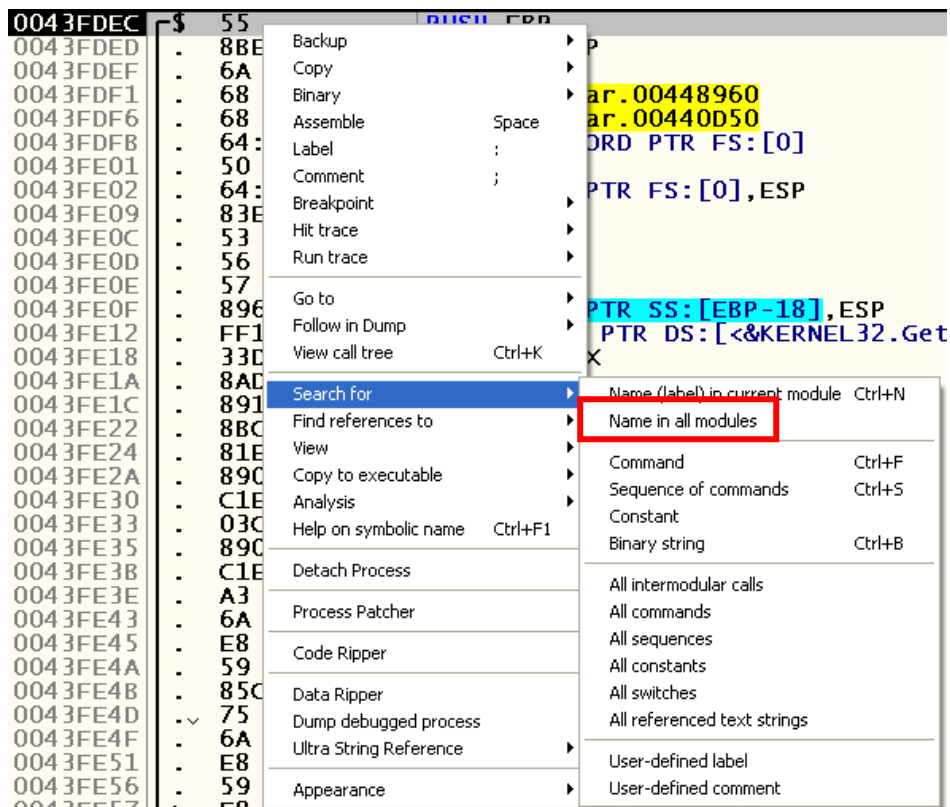 0043FDEC $ 55 PUSH EBP
0043FDED . 8BE P
0043FDEF . 6A
0043FDF1 . 68 ar.00448960
0043FDF6 . 68 ar.00440D50
0043FDFB . 64: ORD PTR FS:[0]
0043FE01 . 50
0043FE02 . 64: PTR FS:[0],ESP
0043FE09 . 83E
0043FE0C . 53
0043FE0D . 56
0043FE0E . 57
0043FE0F . 896 PTR SS:[EBP-18],ESP
0043FE12 . FF1 PTR DS:[<&KERNEL32.Get
0043FE18 . 33D X
0043FE1A . 8AD
0043FE1C . 891
0043FE22 . 8BC
0043FE24 . 81E
0043FE2A . 890
0043FE30 . C1E
0043FE33 . 03C
0043FE35 . 890
0043FE3B . C1E
0043FE3E . A3
0043FE43 . 6A
0043FE45 . E8
0043FE4A . 59
0043FE4B . 85C
0043FE4D . 75
0043FE4F . 6A
0043FE51 . E8
0043FE56 . 59
Backup
Copy
Binary
Assemble Space
Label :
Comment ;
Breakpoint
Hit trace
Run trace
Go to
Follow in Dump
View call tree Ctrl+K
Search for
Find references to
View
Copy to executable
Analysis
Help on symbolic name Ctrl+F1
Detach Process
Process Patcher
Code Ripper
Data Ripper
Dump debugged process
Ultra String Reference
Appearance
Name (label) in current module Ctrl+N
Name in all modules
Command Ctrl+F
Sequence of commands Ctrl+S
Constant
Binary string Ctrl+B
All intermodular calls
All commands
All sequences
All constants
All switches
All referenced text strings
User-defined label
User-defined comment